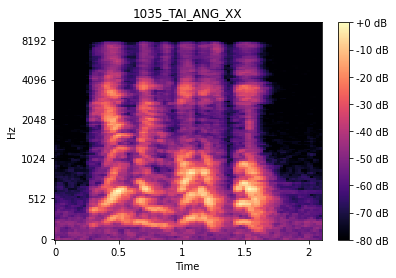 1035_TAI_ANG_XX
+0 dB
8192
-10 dB
4096
-20 dB
-30 dB
2048
Hz
-40 dB
1024
-50 dB
-60 dB
512
-70 dB
0
-80 dB
0 0.5 1 1.5 2
Time